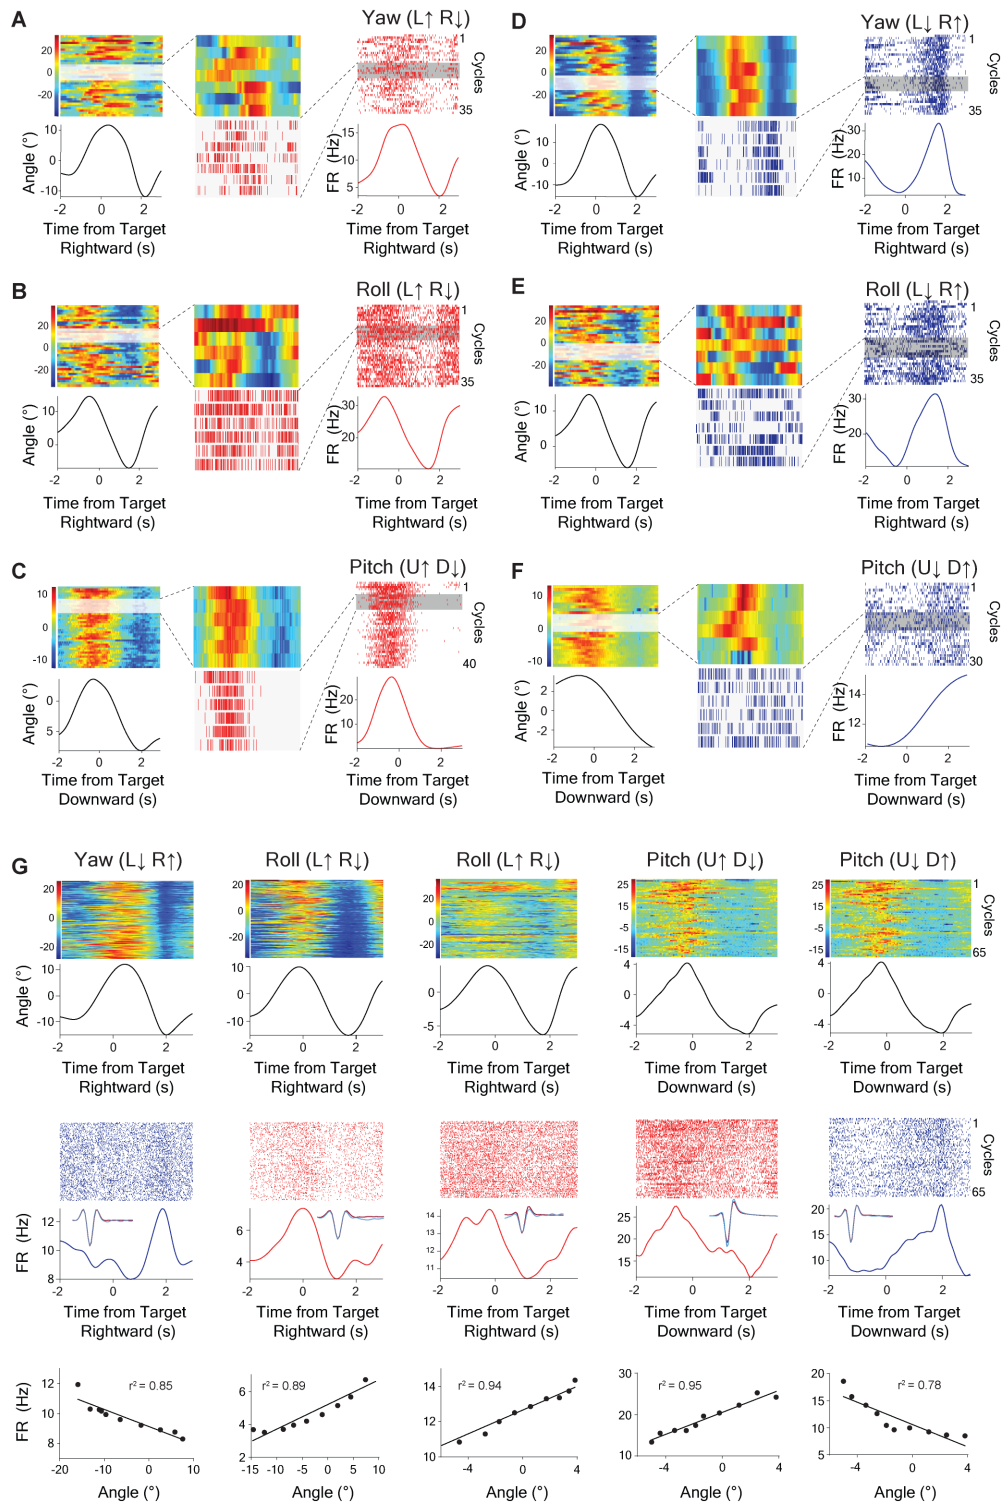 A
Yaw (L↑ R↓)
20
0
-20
1
Cycles
35
Angle (°)
10
0
-10
-2 0 2
Time from Target
Rightward (s)
FR (Hz)
15
10
5
-2 0 2
Time from Target
Rightward (s)
D
Yaw (L↓ R↑)
20
0
-20
1
Cycles
35
Angle (°)
10
0
-10
-2 0 2
Time from Target
Rightward (s)
FR (Hz)
30
20
10
-2 0 2
Time from Target
Rightward (s)
B
Roll (L↑ R↓)
20
0
-20
1
Cycles
35
Angle (°)
10
0
-2 0 2
Time from Target
Rightward (s)
FR (Hz)
30
20
-2 0 2
Time from Target
Rightward (s)
E
Roll (L↓ R↑)
20
0
-20
1
Cycles
35
Angle (°)
10
0
-2 0 2
Time from Target
Rightward (s)
FR (Hz)
30
20
10
-2 0 2
Time from Target
Rightward (s)
C
Pitch (U↑ D↓)
10
0
-10
1
Cycles
40
Angle (°)
0
5
-2 0 2
Time from Target
Downward (s)
FR (Hz)
20
10
-2 0 2
Time from Target
Downward (s)
F
Pitch (U↓ D↑)
10
0
-10
1
Cycles
30
Angle (°)
2
0
-2
-2 0 2
Time from Target
Downward (s)
FR (Hz)
14
12
-2 0 2
Time from Target
Downward (s)
G
Yaw (L↓ R↑) Roll (L↑ R↓) Roll (L↑ R↓) Pitch (U↑ D↓) Pitch (U↓ D↑)
20
0
-20
20
0
-20
20
0
-20
25
15
5
-5
-15
25
15
5
-5
-15
1
Cycles
65
Angle (°)
10
0
-10
10
0
-10
5
0
-5
4
0
-4
4
0
-4
-2 0 2 -2 0 2 -2 0 2 -2 0 2 -2 0 2
Time from Target Time from Target Time from Target Time from Target Time from Target
Rightward (s) Rightward (s) Rightward (s) Downward (s) Downward (s)
1
Cycles
65
FR (Hz)
12
10
8
6
4
14
13
12
11
10
25
20
15
10
20
15
10
-2 0 2 -2 0 2 -2 0 2 -2 0 2 -2 0 2
Time from Target Time from Target Time from Target Time from Target Time from Target
Rightward (s) Rightward (s) Rightward (s) Downward (s) Downward (s)
FR (Hz)
12
10
8
r² = 0.85
-20 -10 0 10
6
4
2
r² = 0.89
-15 -10 -5 0 5 10
14
12
10
r² = 0.94
-4 0 4
30
20
10
r² = 0.95
-4 0 4
20
15
10
5
r² = 0.78
-4 0 4
Angle (°) Angle (°) Angle (°) Angle (°) Angle (°)